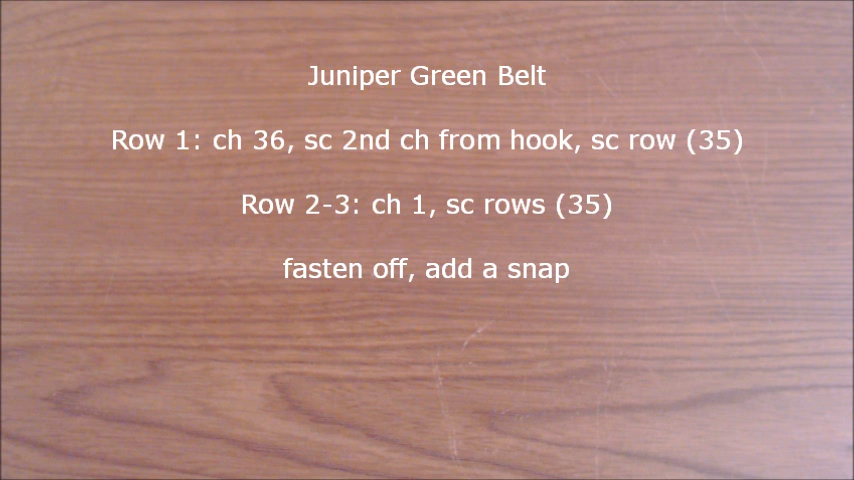 Juniper Green Belt
Row 1: ch 36, sc 2nd ch from hook, sc row (35)
Row 2-3: ch 1, sc rows (35)
fasten off, add a snap